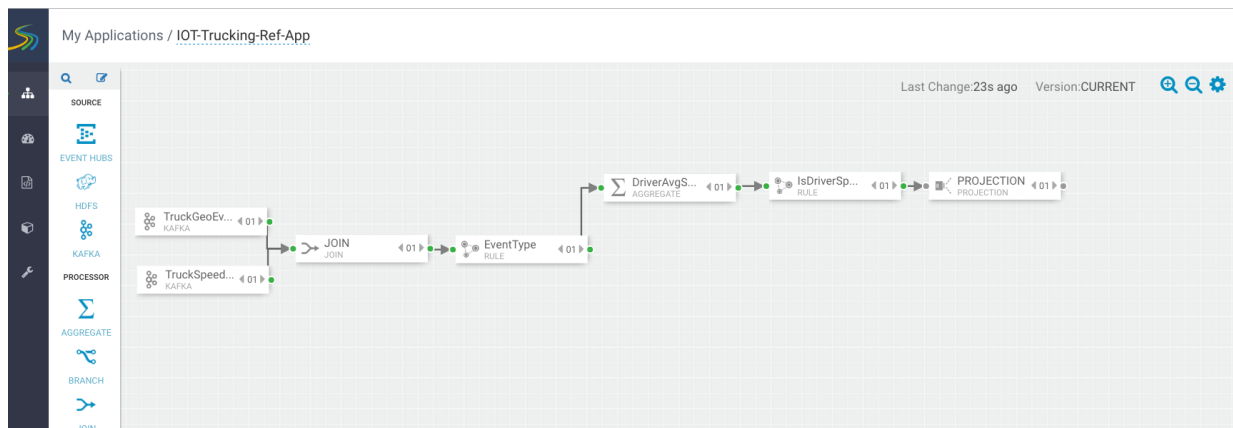 My Applications / IOT-Trucking-Ref-App
Last Change:23s ago Version:CURRENT
SOURCE
EVENT HUBS
HDFS
KAFKA
PROCESSOR
AGGREGATE
BRANCH
JOIN
TruckGeoEv... 01
KAFKA
TruckSpeed... 01
KAFKA
JOIN 01
JOIN
EventType 01
RULE
DriverAvgS... 01
AGGREGATE
IsDriverSp... 01
RULE
PROJECTION 01
PROJECTION